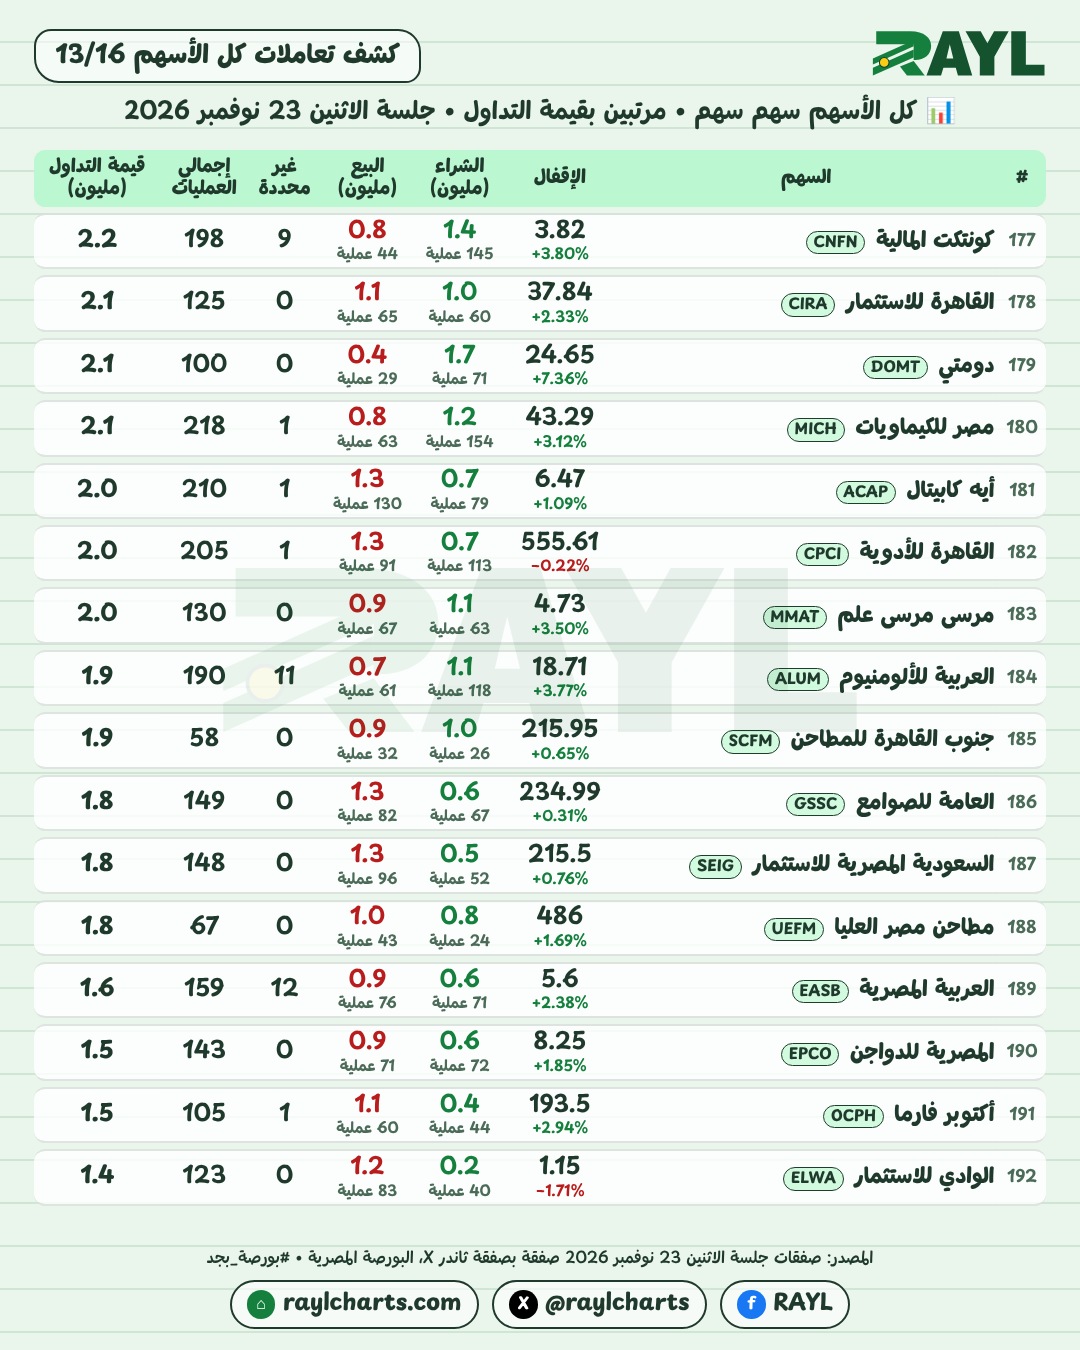 RAYL
كشف تعاملات كل الأسهم 13/16
📊 كل الأسهم سهم سهم • مرتبين بقيمة التداول • جلسة الاثنين 23 نوفمبر 2026
# السهم الإقفال الشراء (مليون) البيع (مليون) غير محددة إجمالي العمليات قيمة التداول (مليون)
177 كونتكت المالية CNFN 3.82 +3.80% 1.4 145 عملية 0.8 44 عملية 9 198 2.2
178 القاهرة للاستثمار CIRA 37.84 +2.33% 1.0 60 عملية 1.1 65 عملية 0 125 2.1
179 دومتي DOMT 24.65 +7.36% 1.7 71 عملية 0.4 29 عملية 0 100 2.1
180 مصر للكيماويات MICH 43.29 +3.12% 1.2 154 عملية 0.8 63 عملية 1 218 2.1
181 أيه كابيتال ACAP 6.47 +1.09% 0.7 79 عملية 1.3 130 عملية 1 210 2.0
182 القاهرة للأدوية CPCI 555.61 −0.22% 0.7 113 عملية 1.3 91 عملية 1 205 2.0
183 مرسى مرسى علم MMAT 4.73 +3.50% 1.1 63 عملية 0.9 67 عملية 0 130 2.0
184 العربية للألومنيوم ALUM 18.71 +3.77% 1.1 118 عملية 0.7 61 عملية 11 190 1.9
185 جنوب القاهرة للمطاحن SCFM 215.95 +0.65% 1.0 26 عملية 0.9 32 عملية 0 58 1.9
186 العامة للصوامع GSSC 234.99 +0.31% 0.6 67 عملية 1.3 82 عملية 0 149 1.8
187 السعودية المصرية للاستثمار SEIG 215.5 +0.76% 0.5 52 عملية 1.3 96 عملية 0 148 1.8
188 مطاحن مصر العليا UEFM 486 +1.69% 0.8 24 عملية 1.0 43 عملية 0 67 1.8
189 العربية المصرية EASB 5.6 +2.38% 0.6 71 عملية 0.9 76 عملية 12 159 1.6
190 المصرية للدواجن EPCO 8.25 +1.85% 0.6 72 عملية 0.9 71 عملية 0 143 1.5
191 أكتوبر فارما OCPH 193.5 +2.94% 0.4 44 عملية 1.1 60 عملية 1 105 1.5
192 الوادي للاستثمار ELWA 1.15 −1.71% 0.2 40 عملية 1.2 83 عملية 0 123 1.4
المصدر: صفقات جلسة الاثنين 23 نوفمبر 2026 صفقة بصفقة ثاندر X، البورصة المصرية • #بورصة_بجد
raylcharts.com @raylcharts RAYL